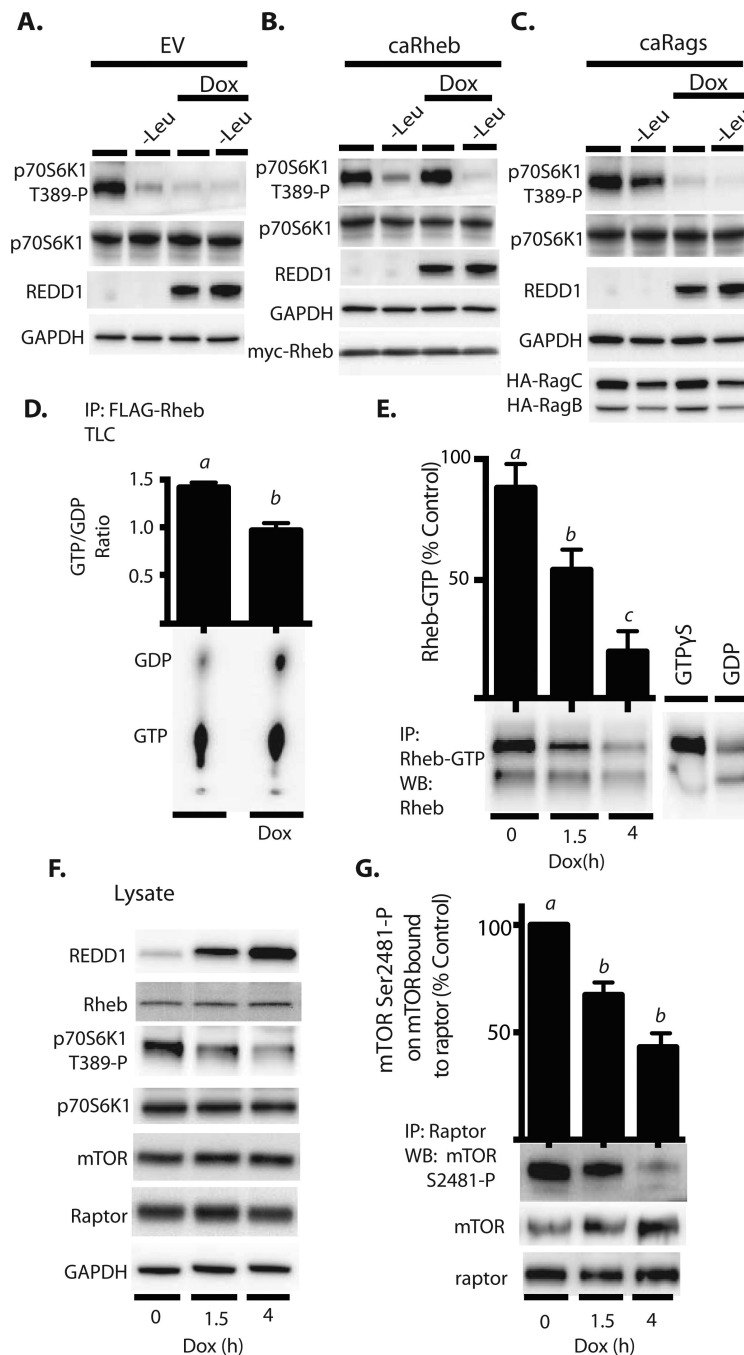 A.
EV
Dox
-Leu
-Leu
p70S6K1
T389-P
p70S6K1
REDD1
GAPDH
B.
caRheb
Dox
-Leu
-Leu
p70S6K1
T389-P
p70S6K1
REDD1
GAPDH
myc-Rheb
C.
caRags
Dox
-Leu
-Leu
p70S6K1
T389-P
p70S6K1
REDD1
GAPDH
HA-RagC
HA-RagB
D.
IP: FLAG-Rheb
TLC
GTP/GDP
Ratio
1.5
1.0
0.5
a
b
GDP
GTP
Dox
E.
Rheb-GTP (% Control)
100
50
a
b
c
GTPγS
GDP
IP:
Rheb-GTP
WB:
Rheb
0
1.5
4
Dox(h)
F.
Lysate
REDD1
Rheb
p70S6K1
T389-P
p70S6K1
mTOR
Raptor
GAPDH
0
1.5
4
Dox (h)
G.
mTOR Ser2481-P
on mTOR bound
to raptor (% Control)
100
50
a
b
b
IP: Raptor
WB: mTOR
S2481-P
mTOR
raptor
0
1.5
4
Dox (h)